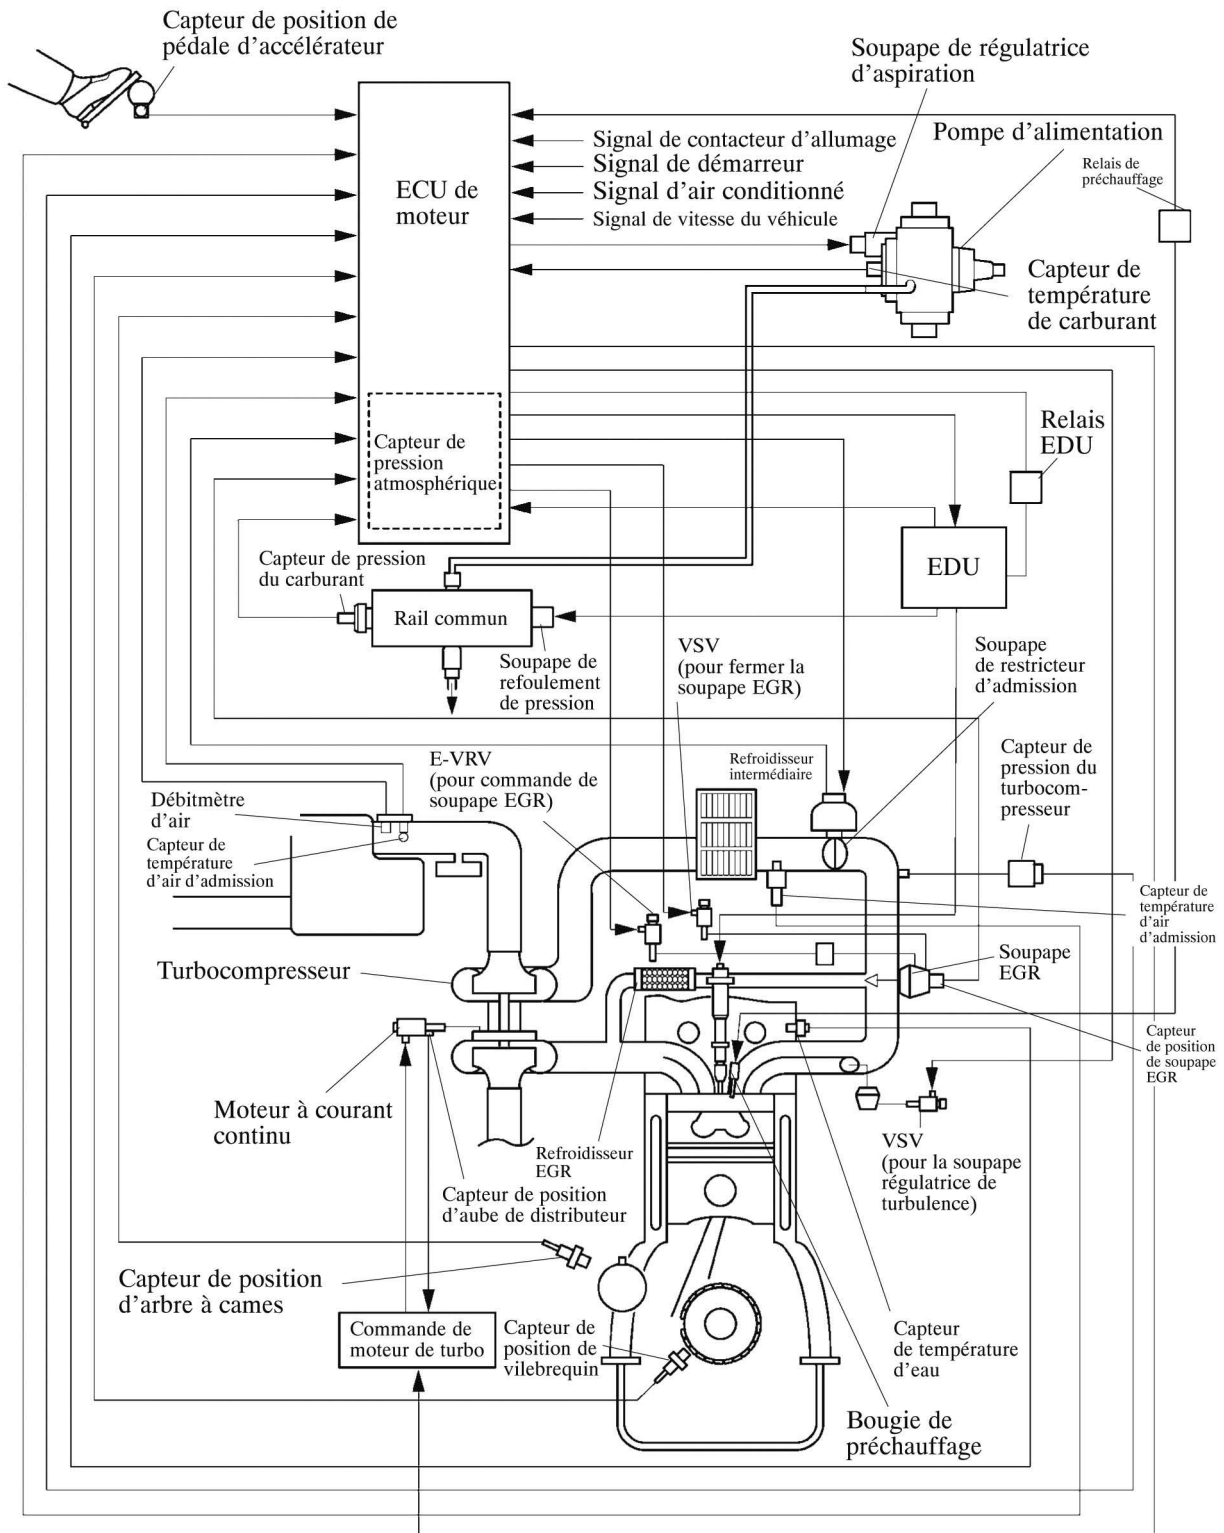 Capteur de position de
pédale d'accélérateur
Soupape de régulatrice
d'aspiration
Signal de contacteur d'allumage
Signal de démarreur
Signal d'air conditionné
Signal de vitesse du véhicule
Pompe d'alimentation
Relais de
préchauffage
ECU de
moteur
Capteur de
température
de carburant
Capteur de
pression
atmosphérique
Relais
EDU
EDU
Capteur de pression
du carburant
Rail commun
Soupape de
refoulement
de pression
VSV
(pour fermer la
soupape EGR)
Soupape
de restricteur
d'admission
E-VRV
(pour commande de
soupape EGR)
Refroidisseur
intermédiaire
Capteur de
pression du
turbocom-
presseur
Débitmètre
d'air
Capteur de
température
d'air d'admission
Capteur de
température
d'air
d'admission
Turbocompresseur
Soupape
EGR
Capteur
de position
de soupape
EGR
Moteur à courant
continu
Refroidisseur
EGR
VSV
(pour la soupape
régulatrice de
turbulence)
Capteur de position
d'aube de distributeur
Capteur de position
d'arbre à cames
Commande de
moteur de turbo
Capteur de
position de
vilebrequin
Capteur
de température
d'eau
Bougie de
préchauffage